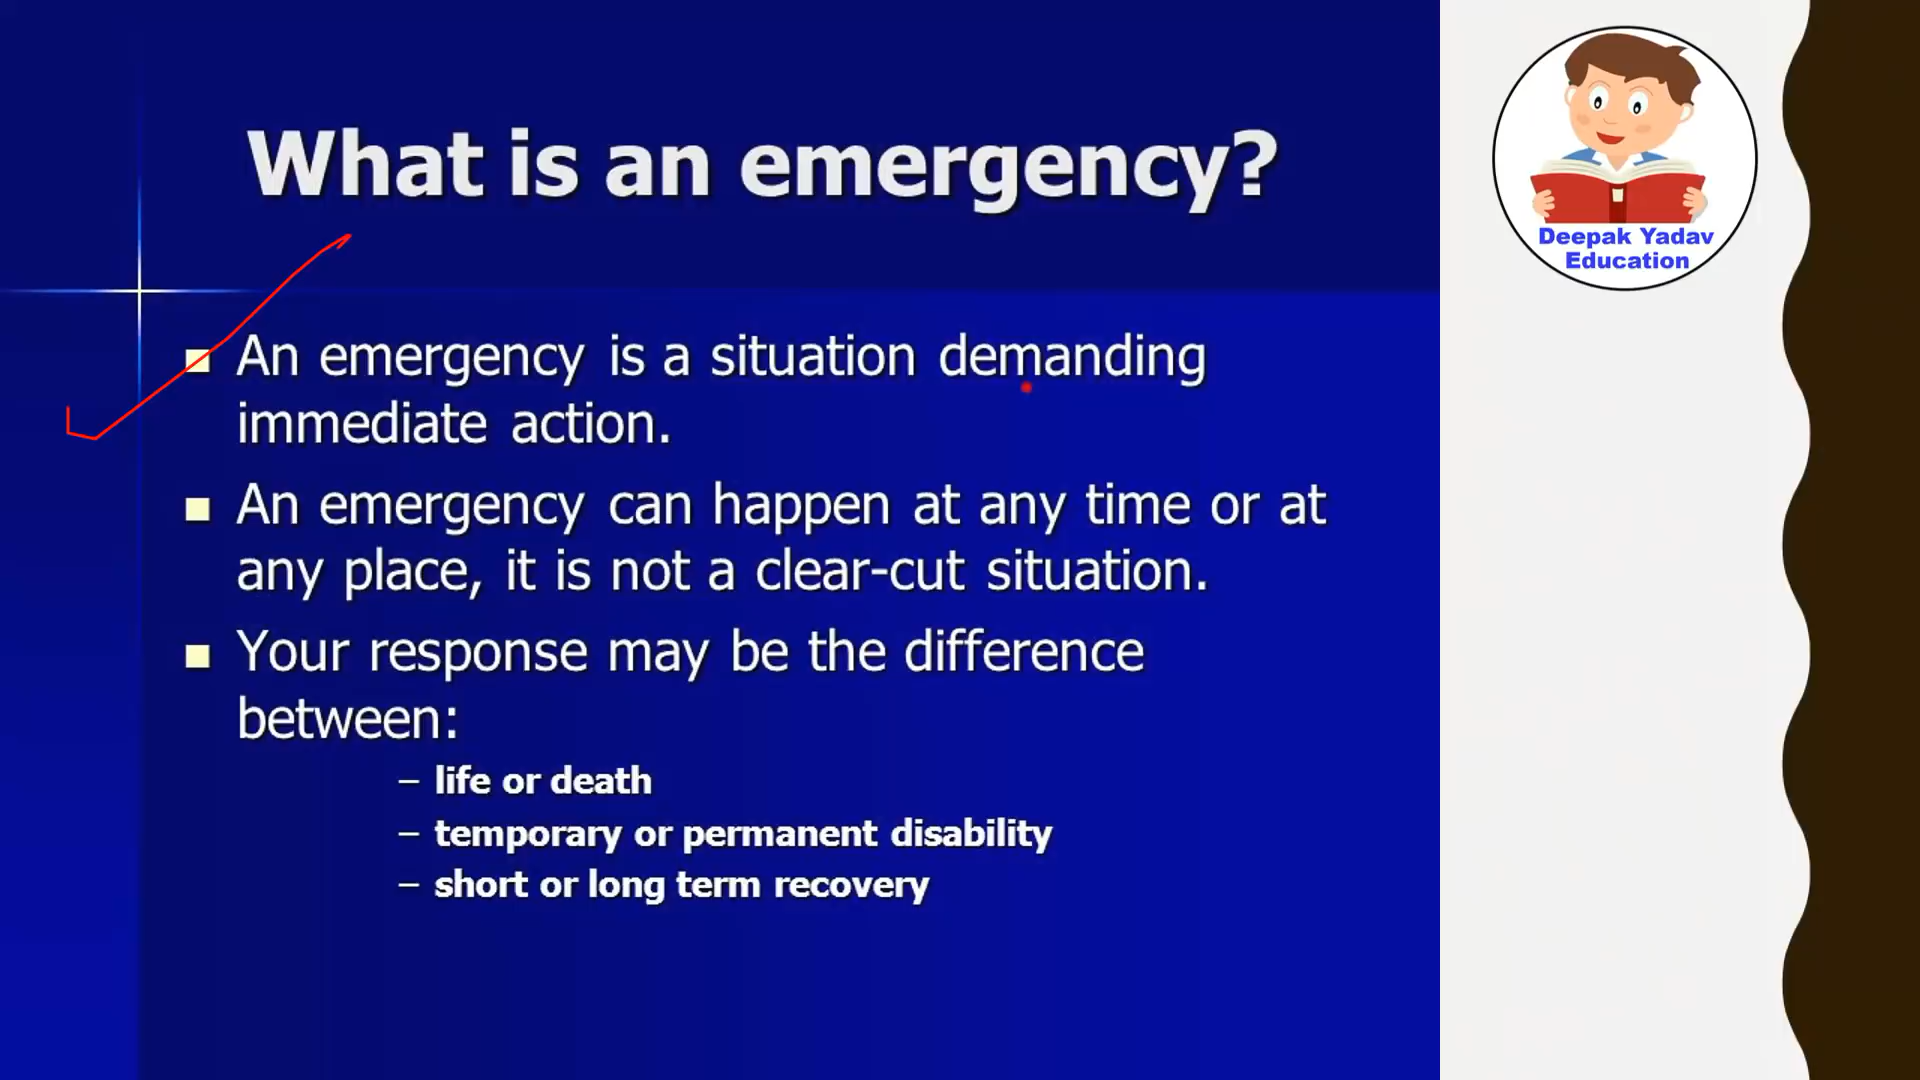 What is an emergency?
An emergency is a situation demanding
immediate action.
An emergency can happen at any time or at
any place, it is not a clear-cut situation.
Your response may be the difference
between:
– life or death
– temporary or permanent disability
– short or long term recovery
Deepak Yadav
Education